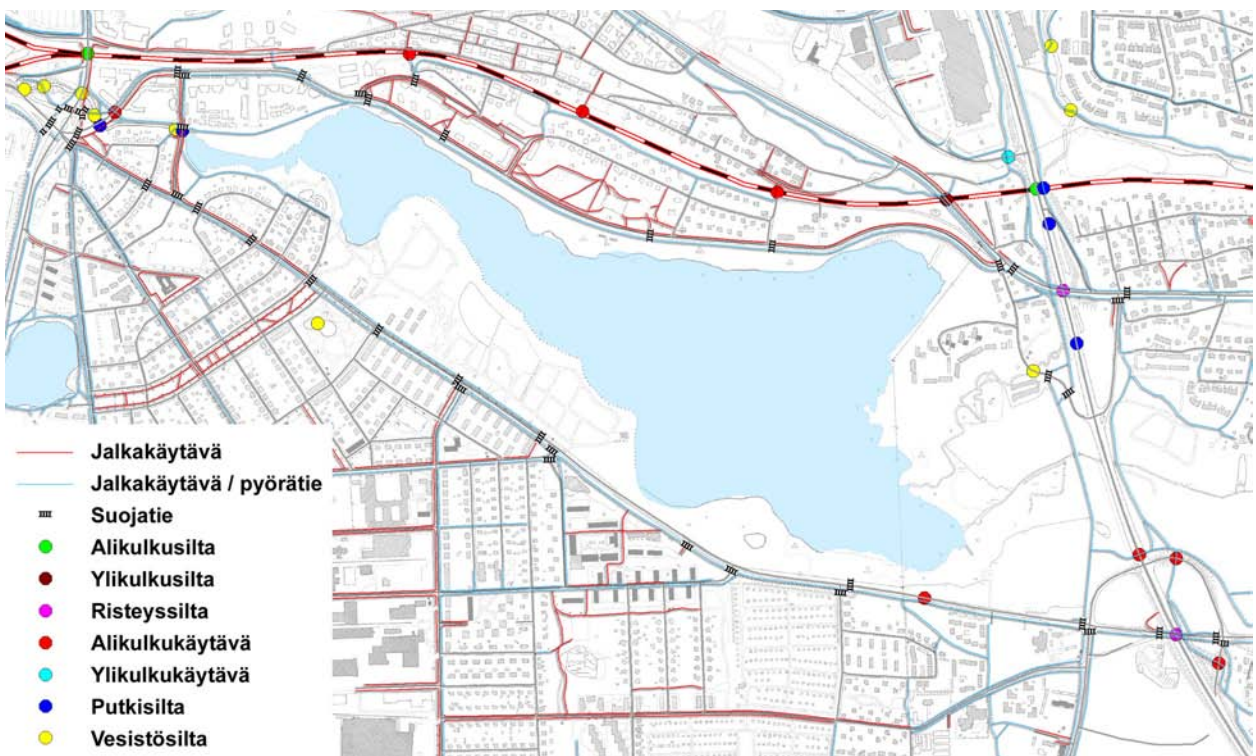 Jalkakäytävä
Jalkakäytävä / pyörätie
Suojatie
Alikulkusilta
Ylikulkusilta
Risteyssilta
Alikulkukäytävä
Ylikulkukäytävä
Putkisilta
Vesistösilta